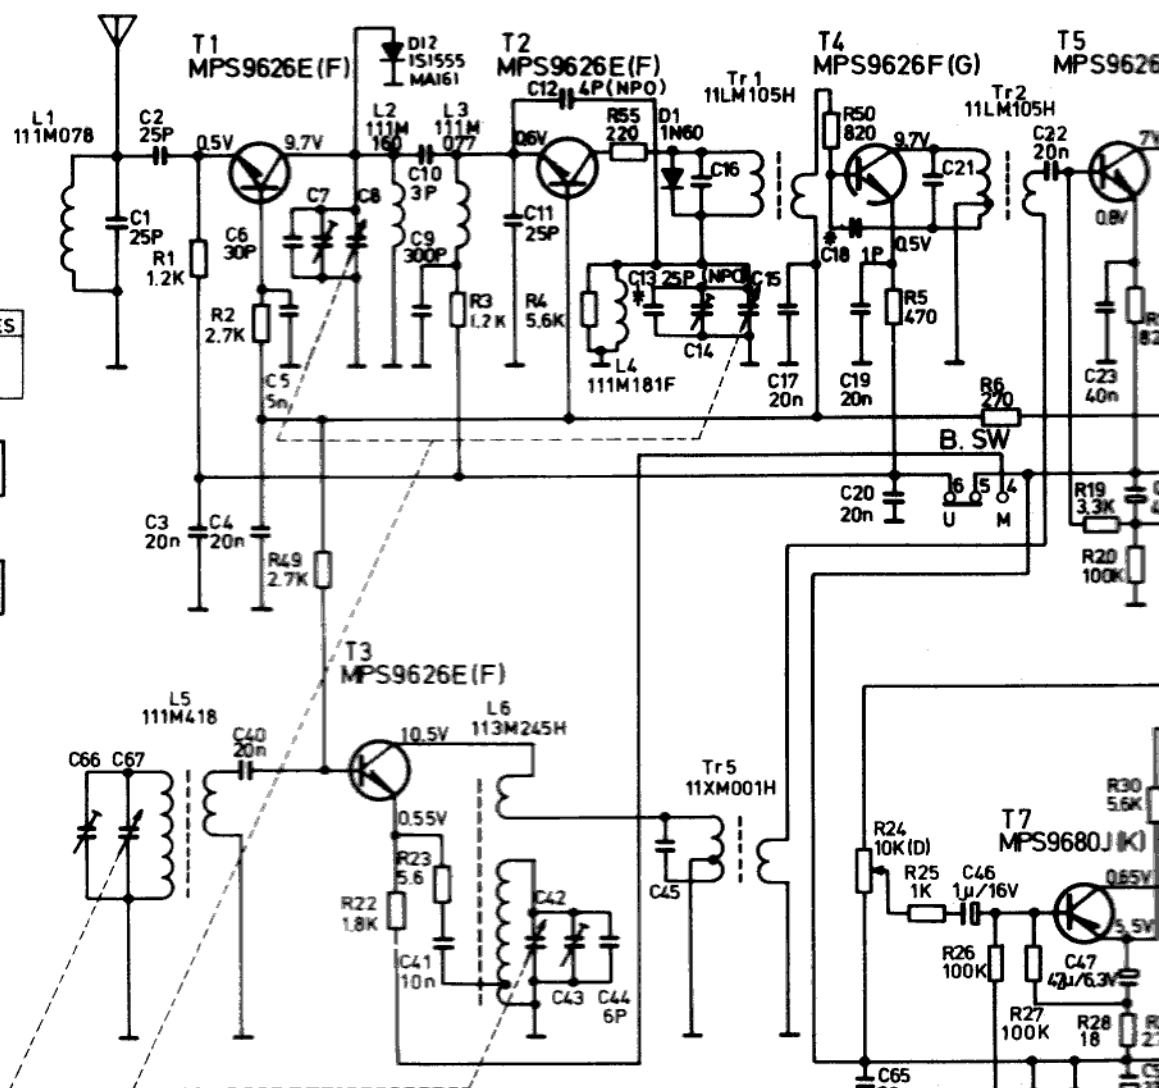 T1
MPS9626E(F)
D12
1S1555
MA161
T2
MPS9626E(F)
C12 4P(NPO)
Tr1
11LM105H
T4
MPS9626F(G)
Tr2
11LM105H
T5
MPS9626
L1
111M078
C2
25P
0.5V
9.7V
L2
111M
160
L3
111M
077
0.6V
R55
220
D1
1N60
R50
820
9.7V
C22
20n
C1
25P
R1
1.2K
C6
30P
C7
C8
C10
3P
C9
300P
C11
25P
C16
C21
*
C18
1P
0.5V
0.8V
R2
2.7K
C5
5n
R3
1.2K
R4
5.6K
*
C13 25P (NPO)
C15
C14
L4
111M181F
C17
20n
C19
20n
R5
470
R6
270
C23
40n
ES
B. SW
C3
20n
C4
20n
R49
2.7K
C20
20n
6
5
4
U
M
R19
3.3K
R20
100K
T3
MPS9626E(F)
L5
111M418
C40
20n
10.5V
L6
113M245H
C66
C67
0.55V
R23
5.6
R22
1.8K
C41
10n
C42
C43
C44
6P
Tr5
11XM001H
C45
R24
10K(D)
R25
1K
C46
1μ/16V
T7
MPS9680J(K)
R30
5.6K
0.65V
5.5V
R26
100K
R27
100K
C47
47μ/6.3V
R28
18
C65